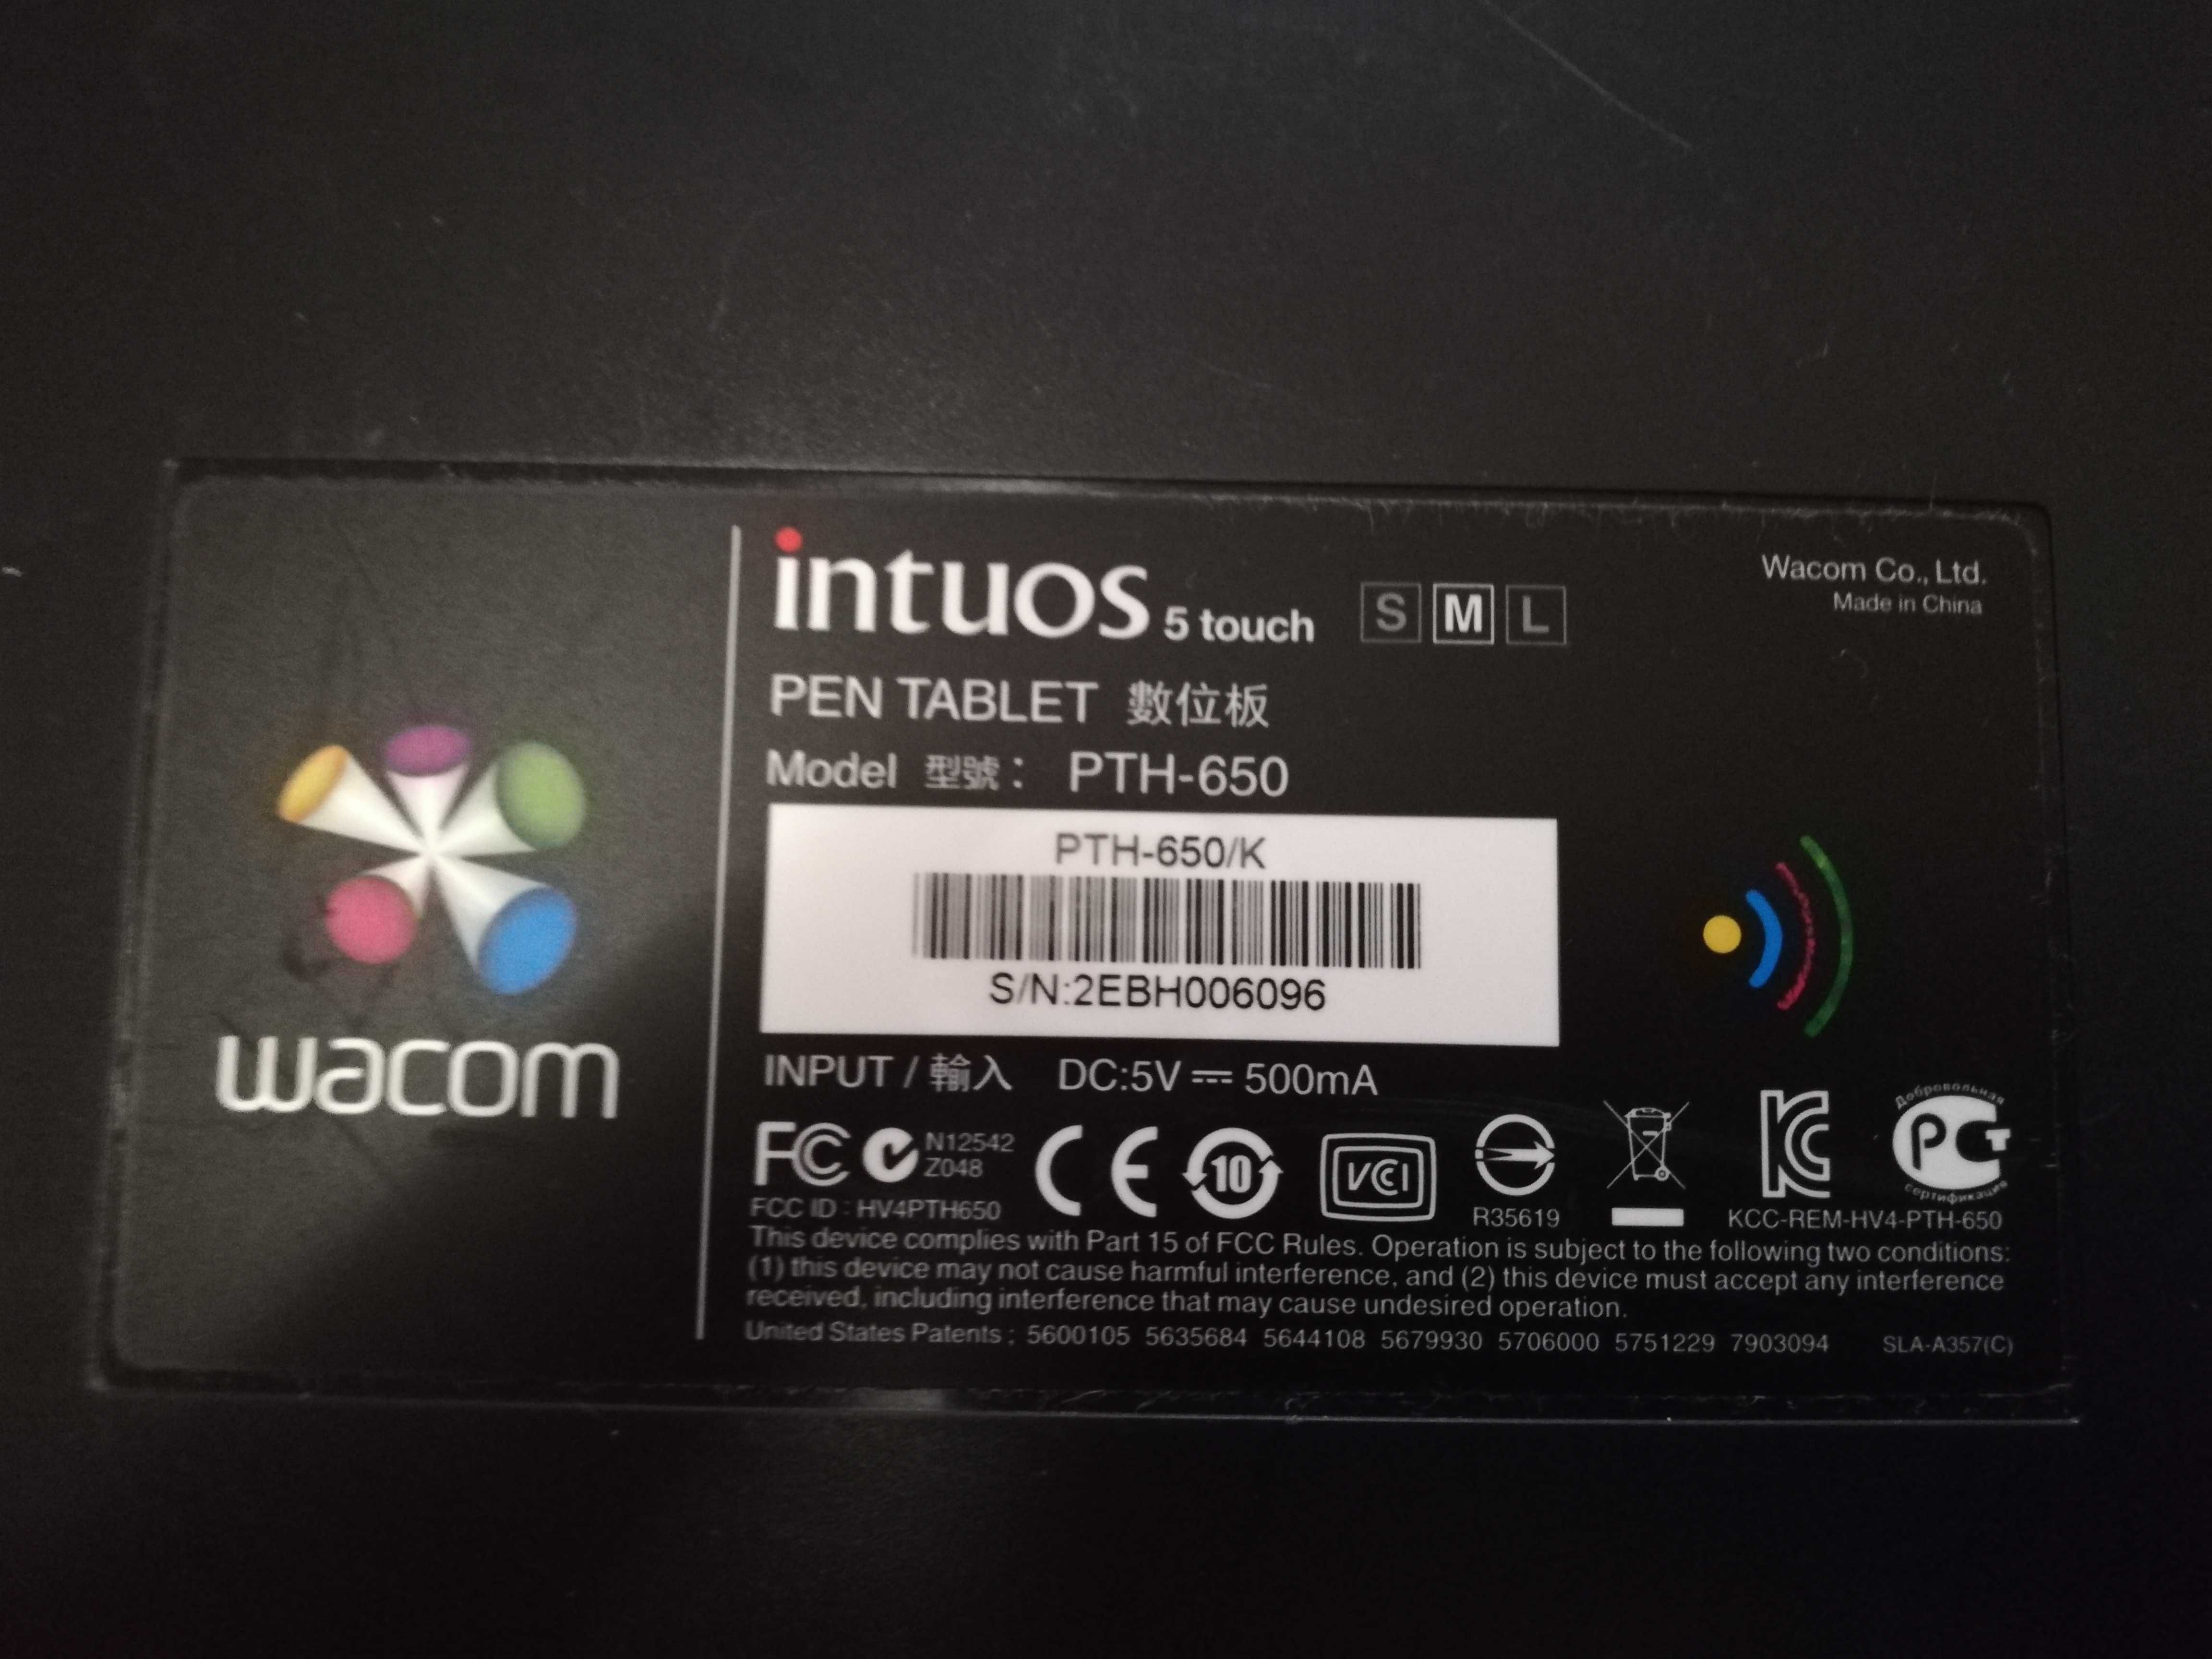 wacom
intuos 5 touch S M L
Wacom Co., Ltd.
Made in China
PEN TABLET 數位板
Model 型號： PTH-650
PTH-650/K
S/N:2EBH006096
INPUT / 輸入 DC:5V 500mA
FC N12542
Z048
CE 10 VCCI
R35619
KC
Добровольная
РСТ
сертификация
FCC ID : HV4PTH650
KCC-REM-HV4-PTH-650
This device complies with Part 15 of FCC Rules. Operation is subject to the following two conditions:
(1) this device may not cause harmful interference, and (2) this device must accept any interference
received, including interference that may cause undesired operation.
United States Patents : 5600105 5635684 5644108 5679930 5706000 5751229 7903094 SLA-A357(C)